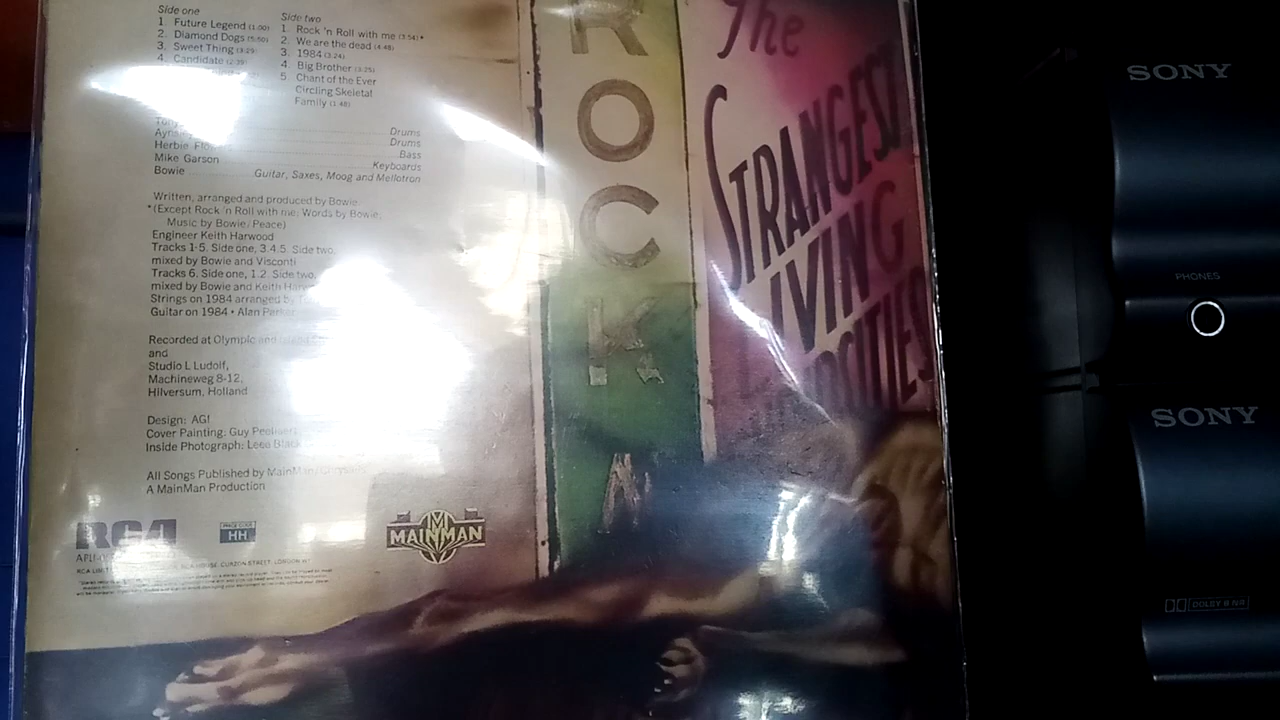 Side one
1. Future Legend (1:00)
2. Diamond Dogs (5:50)
3. Sweet Thing (3:29)
4. Candidate (2:39)
Side two
1. Rock 'n Roll with me (3:54)*
2. We are the dead (4:48)
3. 1984 (3:24)
4. Big Brother (3:25)
5. Chant of the Ever
Circling Skeletal
Family (1:48)
Drums
Drums
Herbie Bass
Mike Garson Keyboards
Bowie Guitar, Saxes, Moog and Mellotron
Written, arranged and produced by Bowie.
*(Except Rock 'n Roll with me. Words by Bowie,
Music by Bowie/Peace)
Engineer Keith Harwood
Tracks 1-5. Side one, 3.4.5. Side two,
mixed by Bowie and Visconti
Tracks 6. Side one, 1.2. Side two,
mixed by Bowie and Keith
Strings on 1984 arranged by
Guitar on 1984 • Alan
Recorded at Olympic and
and
Studio L Ludolf,
Machineweg 8-12,
Hilversum, Holland
Design: AGI
Cover Painting: Guy
Inside Photograph: Leee
All Songs Published by MainMan
A MainMan Production
RCA
HH
MAINMAN
ROCK
N
The
STRANGEST
LIVING
SONY
PHONES
SONY
DOLBY B NR